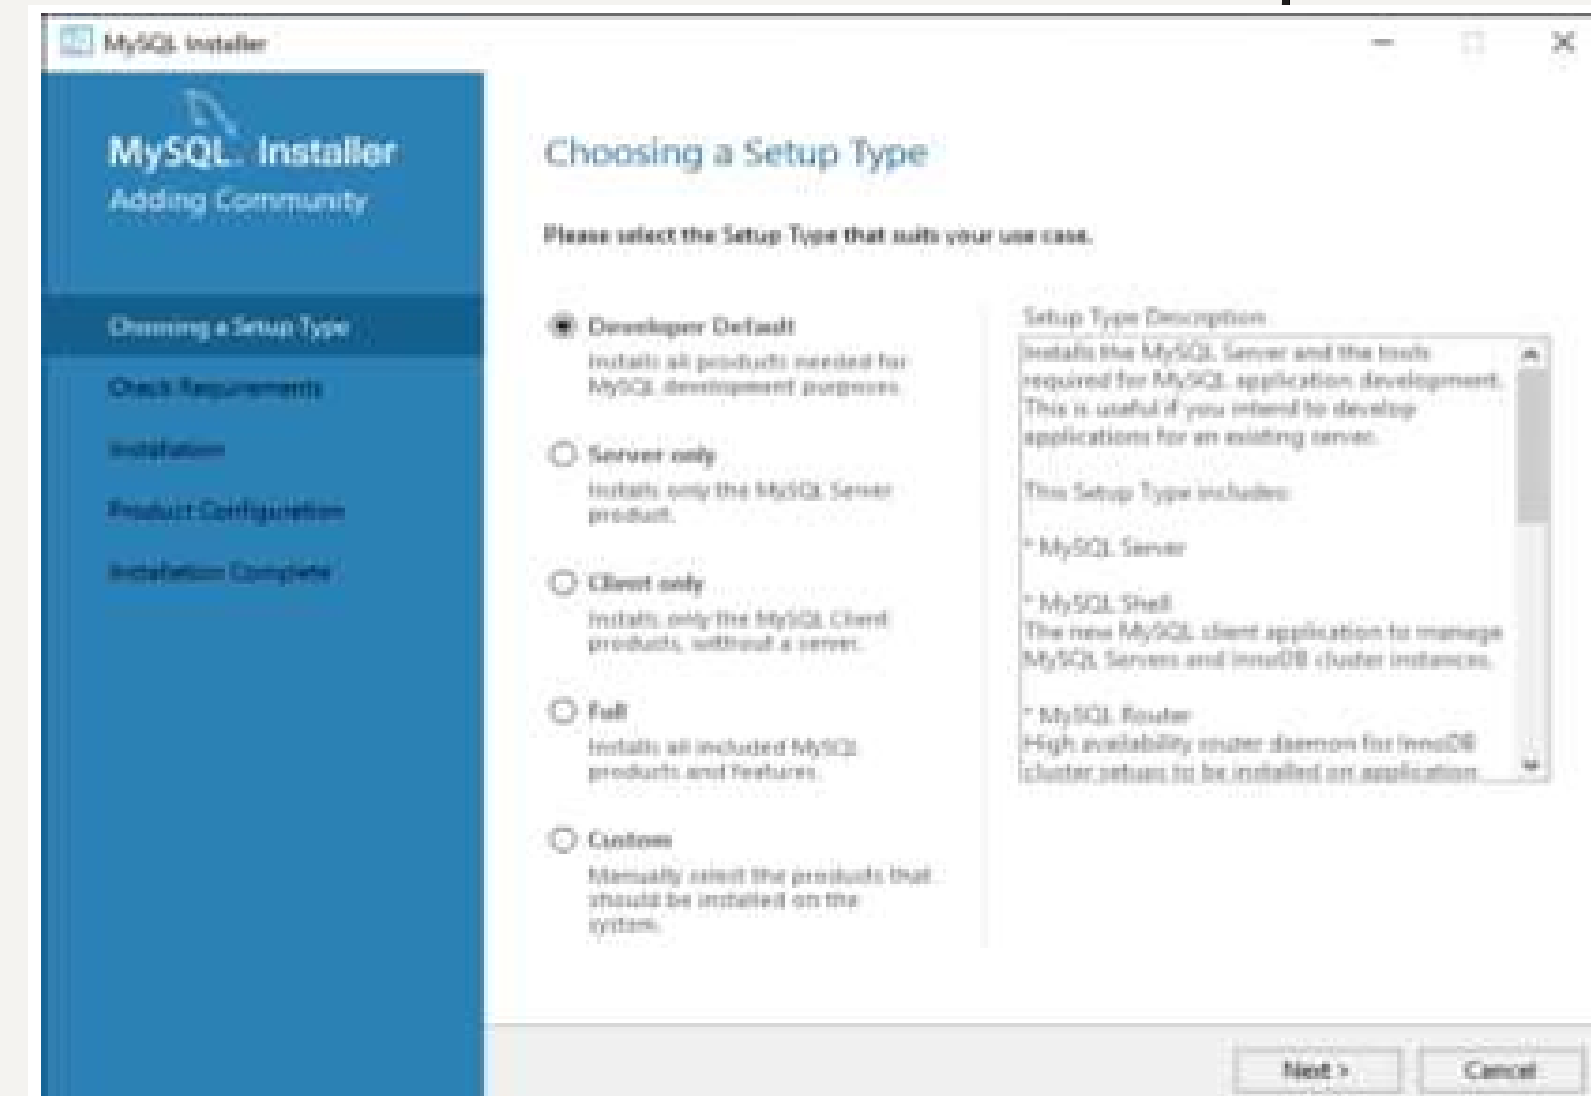 MySQL Installer
MySQL Installer
Adding Community
Choosing a Setup Type
Check Requirements
Installation
Product Configuration
Installation Complete
Choosing a Setup Type
Please select the Setup Type that suits your use case.
Developer Default
Installs all products needed for
MySQL development purposes.
Server only
Installs only the MySQL Server
product.
Client only
Installs only the MySQL Client
products, without a server.
Full
Installs all included MySQL
products and features.
Custom
Manually select the products that
should be installed on the
system.
Setup Type Description
Installs the MySQL Server and the tools
required for MySQL application development.
This is useful if you intend to develop
applications for an existing server.
This Setup Type includes:
* MySQL Server
* MySQL Shell
The new MySQL client application to manage
MySQL Servers and InnoDB cluster instances.
* MySQL Router
High availability router daemon for InnoDB
cluster setups to be installed on application
Next >
Cancel